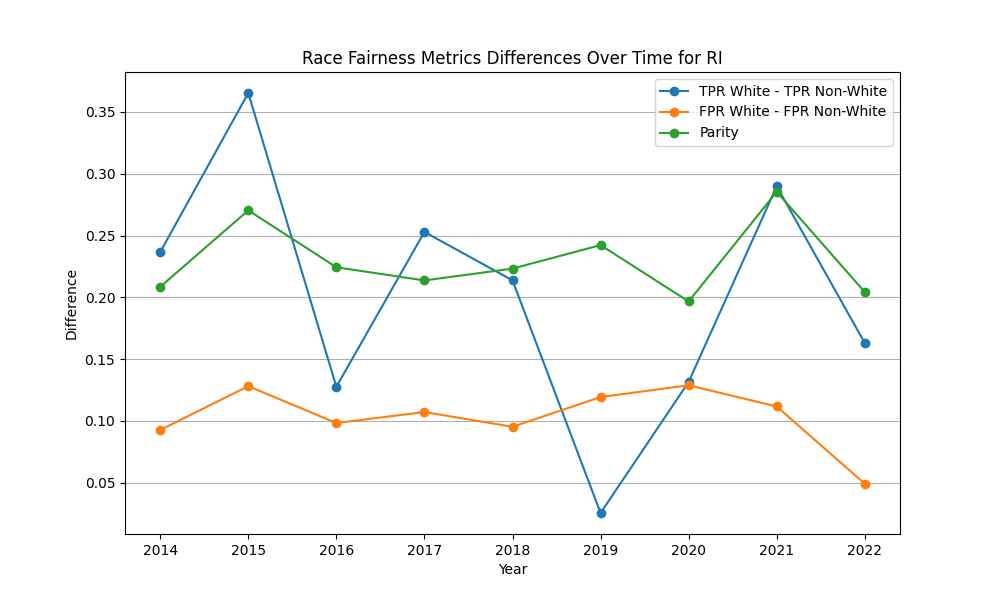 Race Fairness Metrics Differences Over Time for RI
TPR White - TPR Non-White
FPR White - FPR Non-White
Parity
Difference
0.35
0.30
0.25
0.20
0.15
0.10
0.05
2014 2015 2016 2017 2018 2019 2020 2021 2022
Year